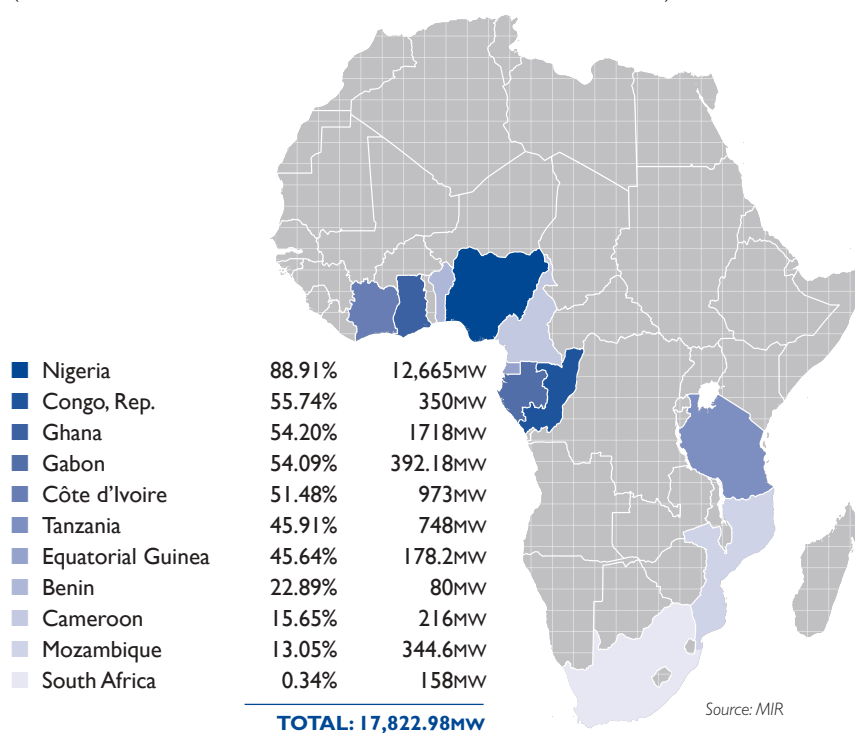 Nigeria 88.91% 12,665MW
Congo, Rep. 55.74% 350MW
Ghana 54.20% 1718MW
Gabon 54.09% 392.18MW
Côte d'Ivoire 51.48% 973MW
Tanzania 45.91% 748MW
Equatorial Guinea 45.64% 178.2MW
Benin 22.89% 80MW
Cameroon 15.65% 216MW
Mozambique 13.05% 344.6MW
South Africa 0.34% 158MW
TOTAL: 17,822.98MW
Source: MIR